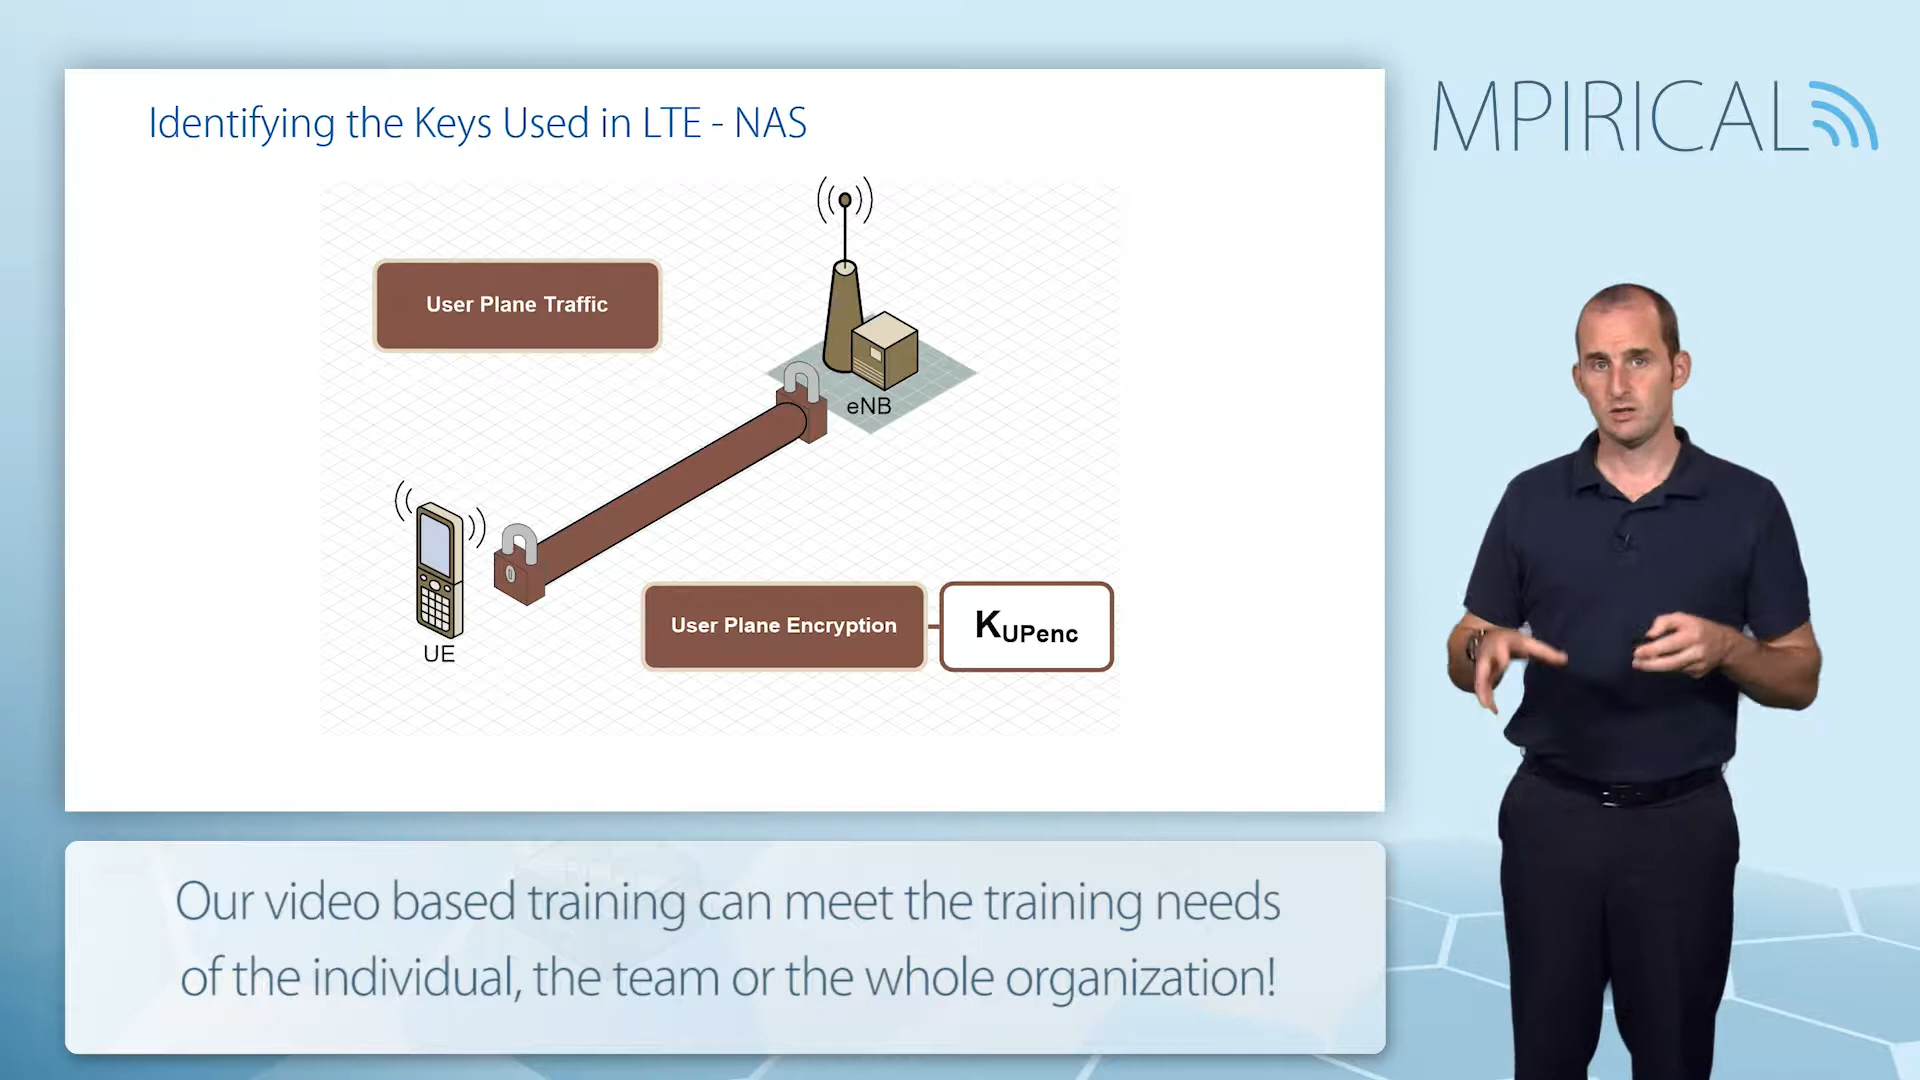 Identifying the Keys Used in LTE - NAS
MPIRICAL
User Plane Traffic
eNB
UE
User Plane Encryption
KUPenc
Our video based training can meet the training needs
of the individual, the team or the whole organization!